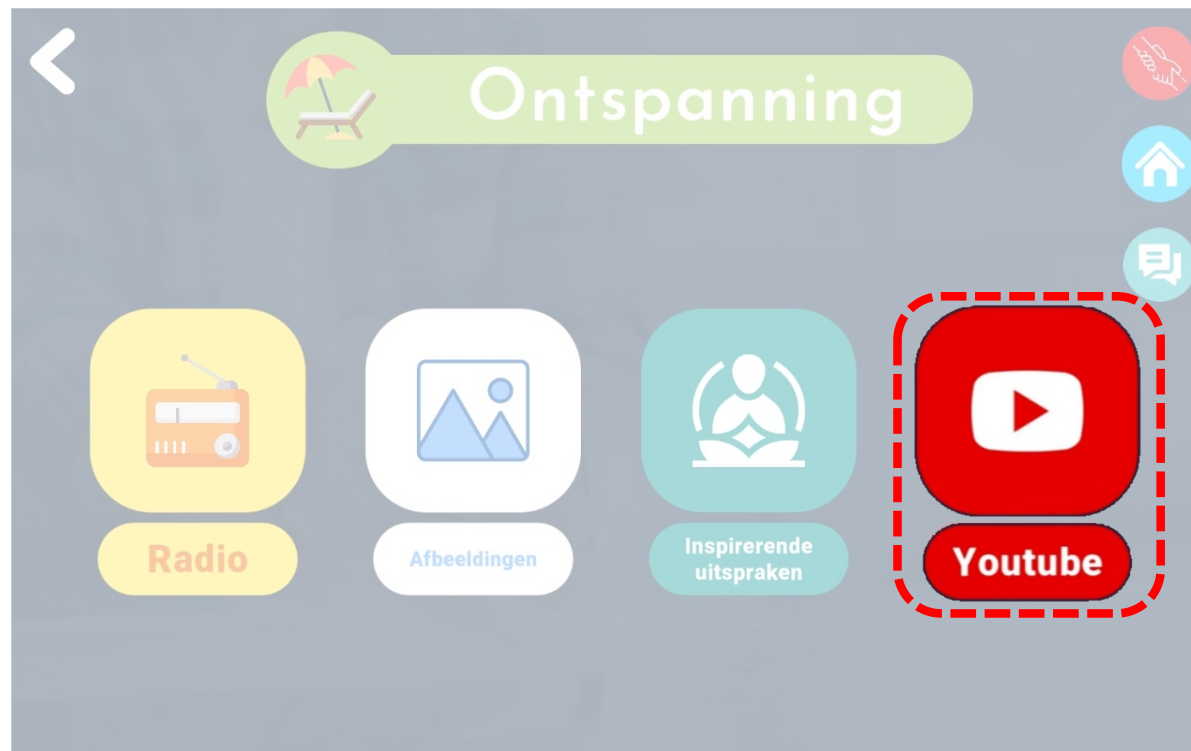 Ontspanning
Radio
Afbeeldingen
Inspirerende
uitspraken
Youtube